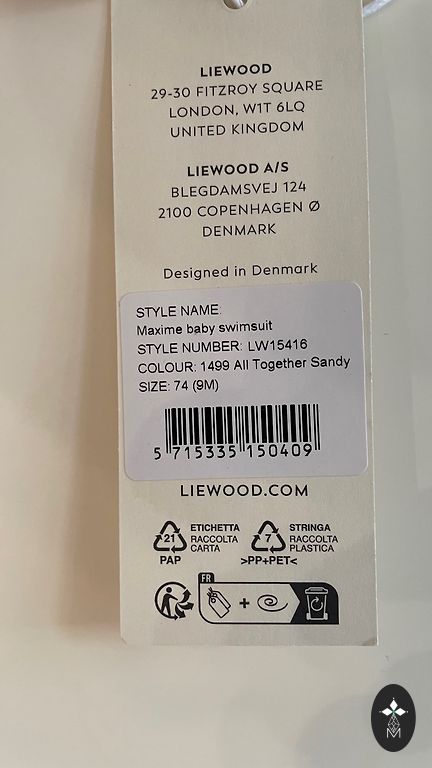 LIEWOOD
29-30 FITZROY SQUARE
LONDON, W1T 6LQ
UNITED KINGDOM
LIEWOOD A/S
BLEGDAMSVEJ 124
2100 COPENHAGEN Ø
DENMARK
Designed in Denmark
STYLE NAME:
Maxime baby swimsuit
STYLE NUMBER: LW15416
COLOUR: 1499 All Together Sandy
SIZE: 74 (9M)
5 715335 150409
LIEWOOD.COM
21
PAP
ETICHETTA
RACCOLTA
CARTA
7
>PP+PET<
STRINGA
RACCOLTA
PLASTICA
FR
+
M